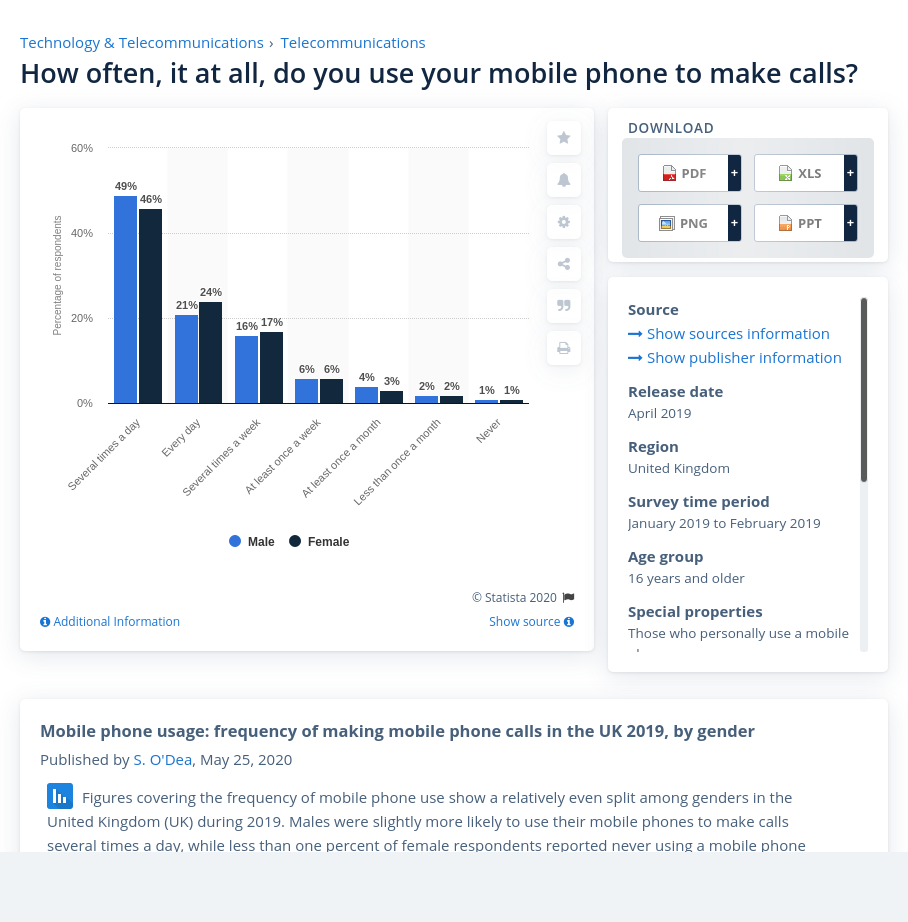 Technology & Telecommunications › Telecommunications
How often, it at all, do you use your mobile phone to make calls?
60%
40%
20%
0%
Percentage of respondents
49%
46%
21%
24%
16%
17%
6%
6%
4%
3%
2%
2%
1%
1%
Several times a day
Every day
Several times a week
At least once a week
At least once a month
Less than once a month
Never
Male
Female
© Statista 2020
Additional Information
Show source
DOWNLOAD
PDF +
XLS +
PNG +
PPT +
Source
Show sources information
Show publisher information
Release date
April 2019
Region
United Kingdom
Survey time period
January 2019 to February 2019
Age group
16 years and older
Special properties
Those who personally use a mobile
Mobile phone usage: frequency of making mobile phone calls in the UK 2019, by gender
Published by S. O'Dea, May 25, 2020
Figures covering the frequency of mobile phone use show a relatively even split among genders in the
United Kingdom (UK) during 2019. Males were slightly more likely to use their mobile phones to make calls
several times a day, while less than one percent of female respondents reported never using a mobile phone